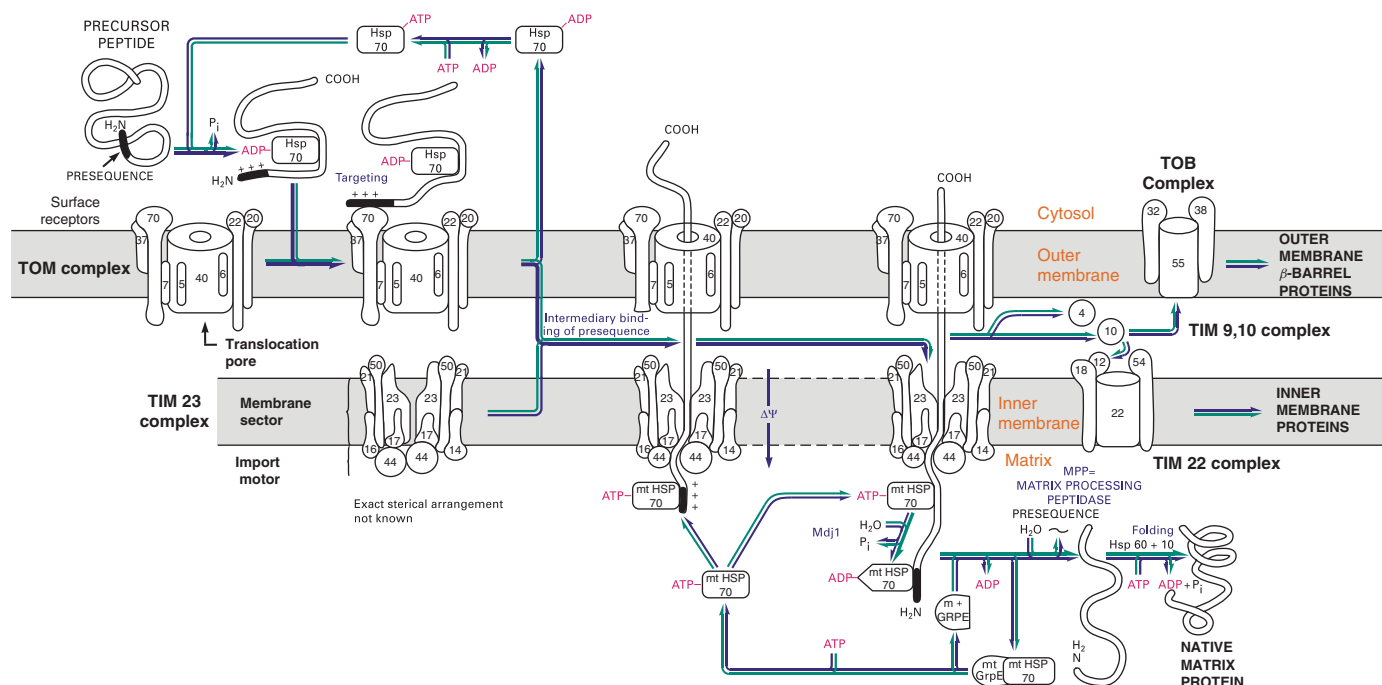 PRECURSOR
PEPTIDE
H2N
PRESEQUENCE
Pi
ATP
Hsp
70
ADP
Hsp
70
ATP
ADP
COOH
ADP–
Hsp
70
+ + +
H2N
ADP–
Hsp
70
Targeting
+ + +
Surface
receptors
70
37
7
5
40
6
22
20
TOM complex
70
37
7
5
40
6
22
20
Translocation
pore
COOH
70
37
7
5
40
6
22
20
COOH
70
37
7
5
40
6
22
20
Cytosol
Outer
membrane
TOB
Complex
32
38
55
OUTER
MEMBRANE
β-BARREL
PROTEINS
Intermediary bind-
ing of presequence
4
10
TIM 9,10 complex
TIM 23
complex
Membrane
sector
Import
motor
21
50
23
17
16
44
50
21
23
17
44
14
Exact sterical arrangement
not known
21
50
23
17
16
44
50
21
23
17
44
14
ΔΨ
21
50
23
17
16
44
50
21
23
17
44
14
Inner
membrane
Matrix
18
12
54
22
TIM 22 complex
INNER
MEMBRANE
PROTEINS
ATP–
mt HSP
70
+
+
+
ATP–
mt HSP
70
Mdj1
H2O
Pi
ADP–
mt HSP
70
H2N
ATP–
mt HSP
70
ATP
m +
GRPE
ADP
mt
GrpE
mt HSP
70
MPP=
MATRIX PROCESSING
PEPTIDASE
PRESEQUENCE
H2O
H2
N
Folding
Hsp 60 + 10
ATP
ADP + Pi
NATIVE
MATRIX
PROTEIN